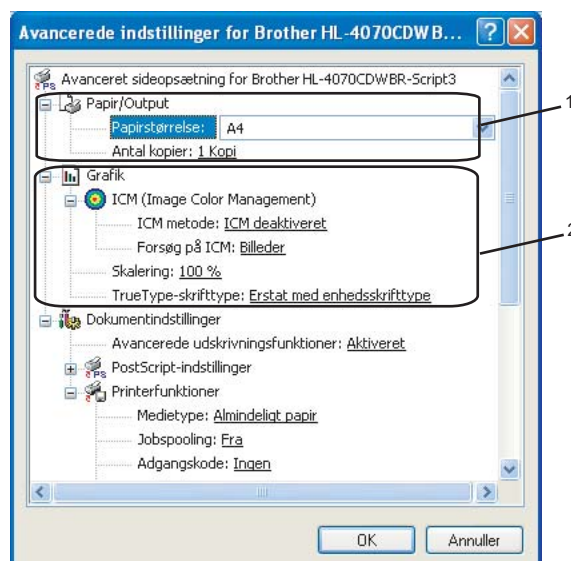 Avancerede indstillinger for Brother HL-4070CDW B...
Avanceret sideopsætning for Brother HL-4070CDWBR-Script3
Papir/Output
Papirstørrelse: A4
1
Antal kopier: 1 Kopi
Grafik
ICM (Image Color Management)
ICM metode: ICM deaktiveret
2
Forsøg på ICM: Billeder
Skalering: 100 %
TrueType-skrifttype: Erstat med enhedsskrifttype
Dokumentindstillinger
Avancerede udskrivningsfunktioner: Aktiveret
PostScript-indstillinger
Printerfunktioner
Medietype: Almindeligt papir
Jobspooling: Fra
Adgangskode: Ingen
OK
Annuller